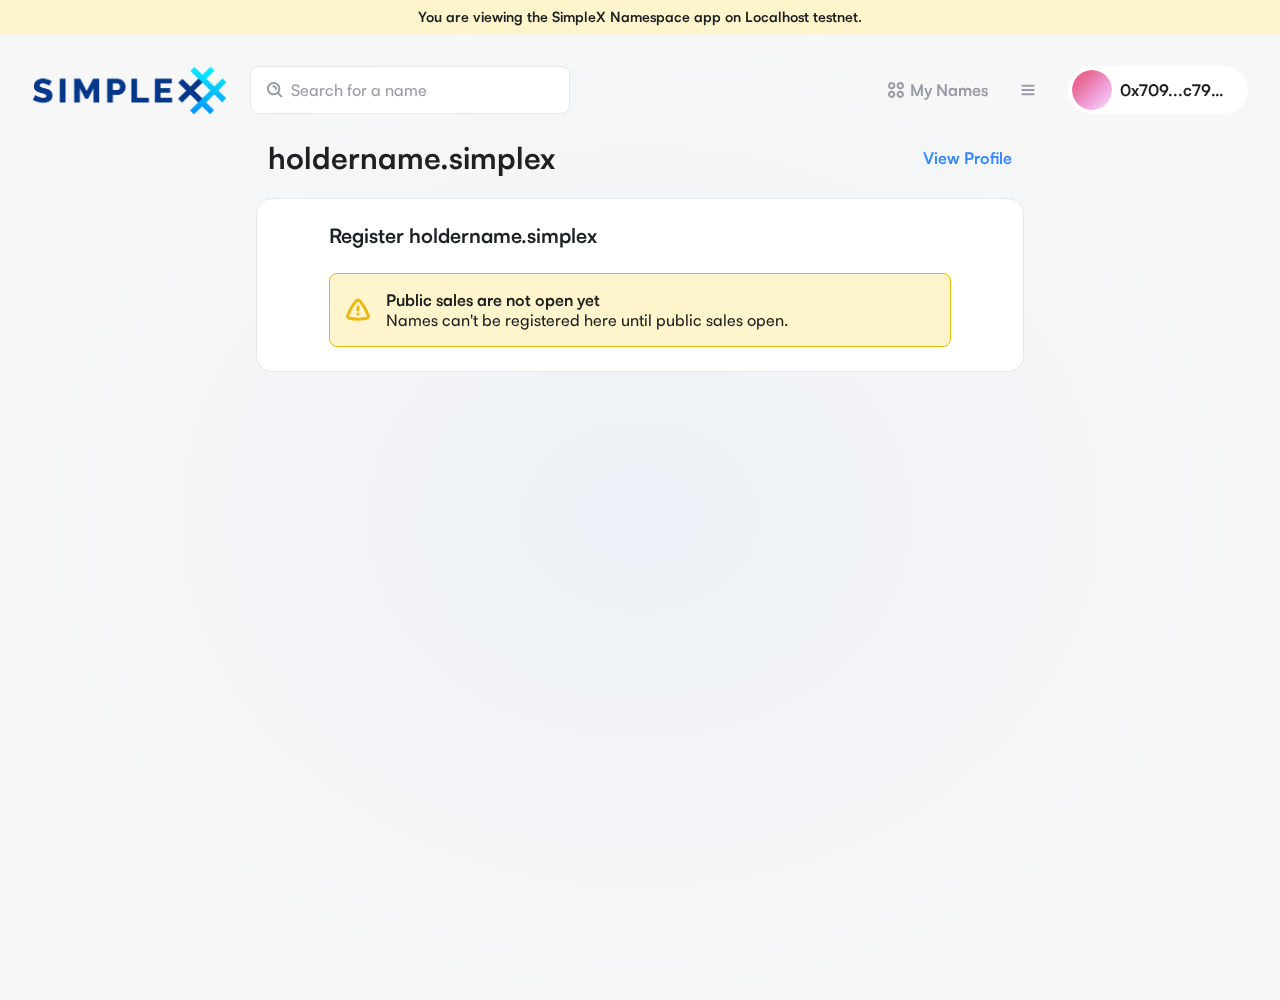 You are viewing the SimpleX Namespace app on Localhost testnet.
SIMPLEX
Search for a name
My Names
0x709...c79...
holdername.simplex
View Profile
Register holdername.simplex
Public sales are not open yet
Names can't be registered here until public sales open.